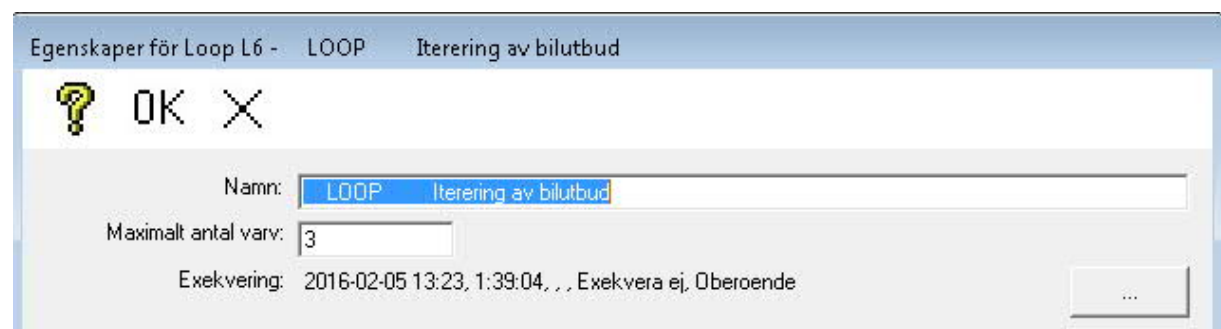 Egenskaper för Loop L6 - LOOP Iterering av bilutbud
? OK X
Namn: LOOP Iterering av bilutbud
Maximalt antal varv: 3
Exekvering: 2016-02-05 13:23, 1:39:04, , , Exekvera ej, Oberoende ...